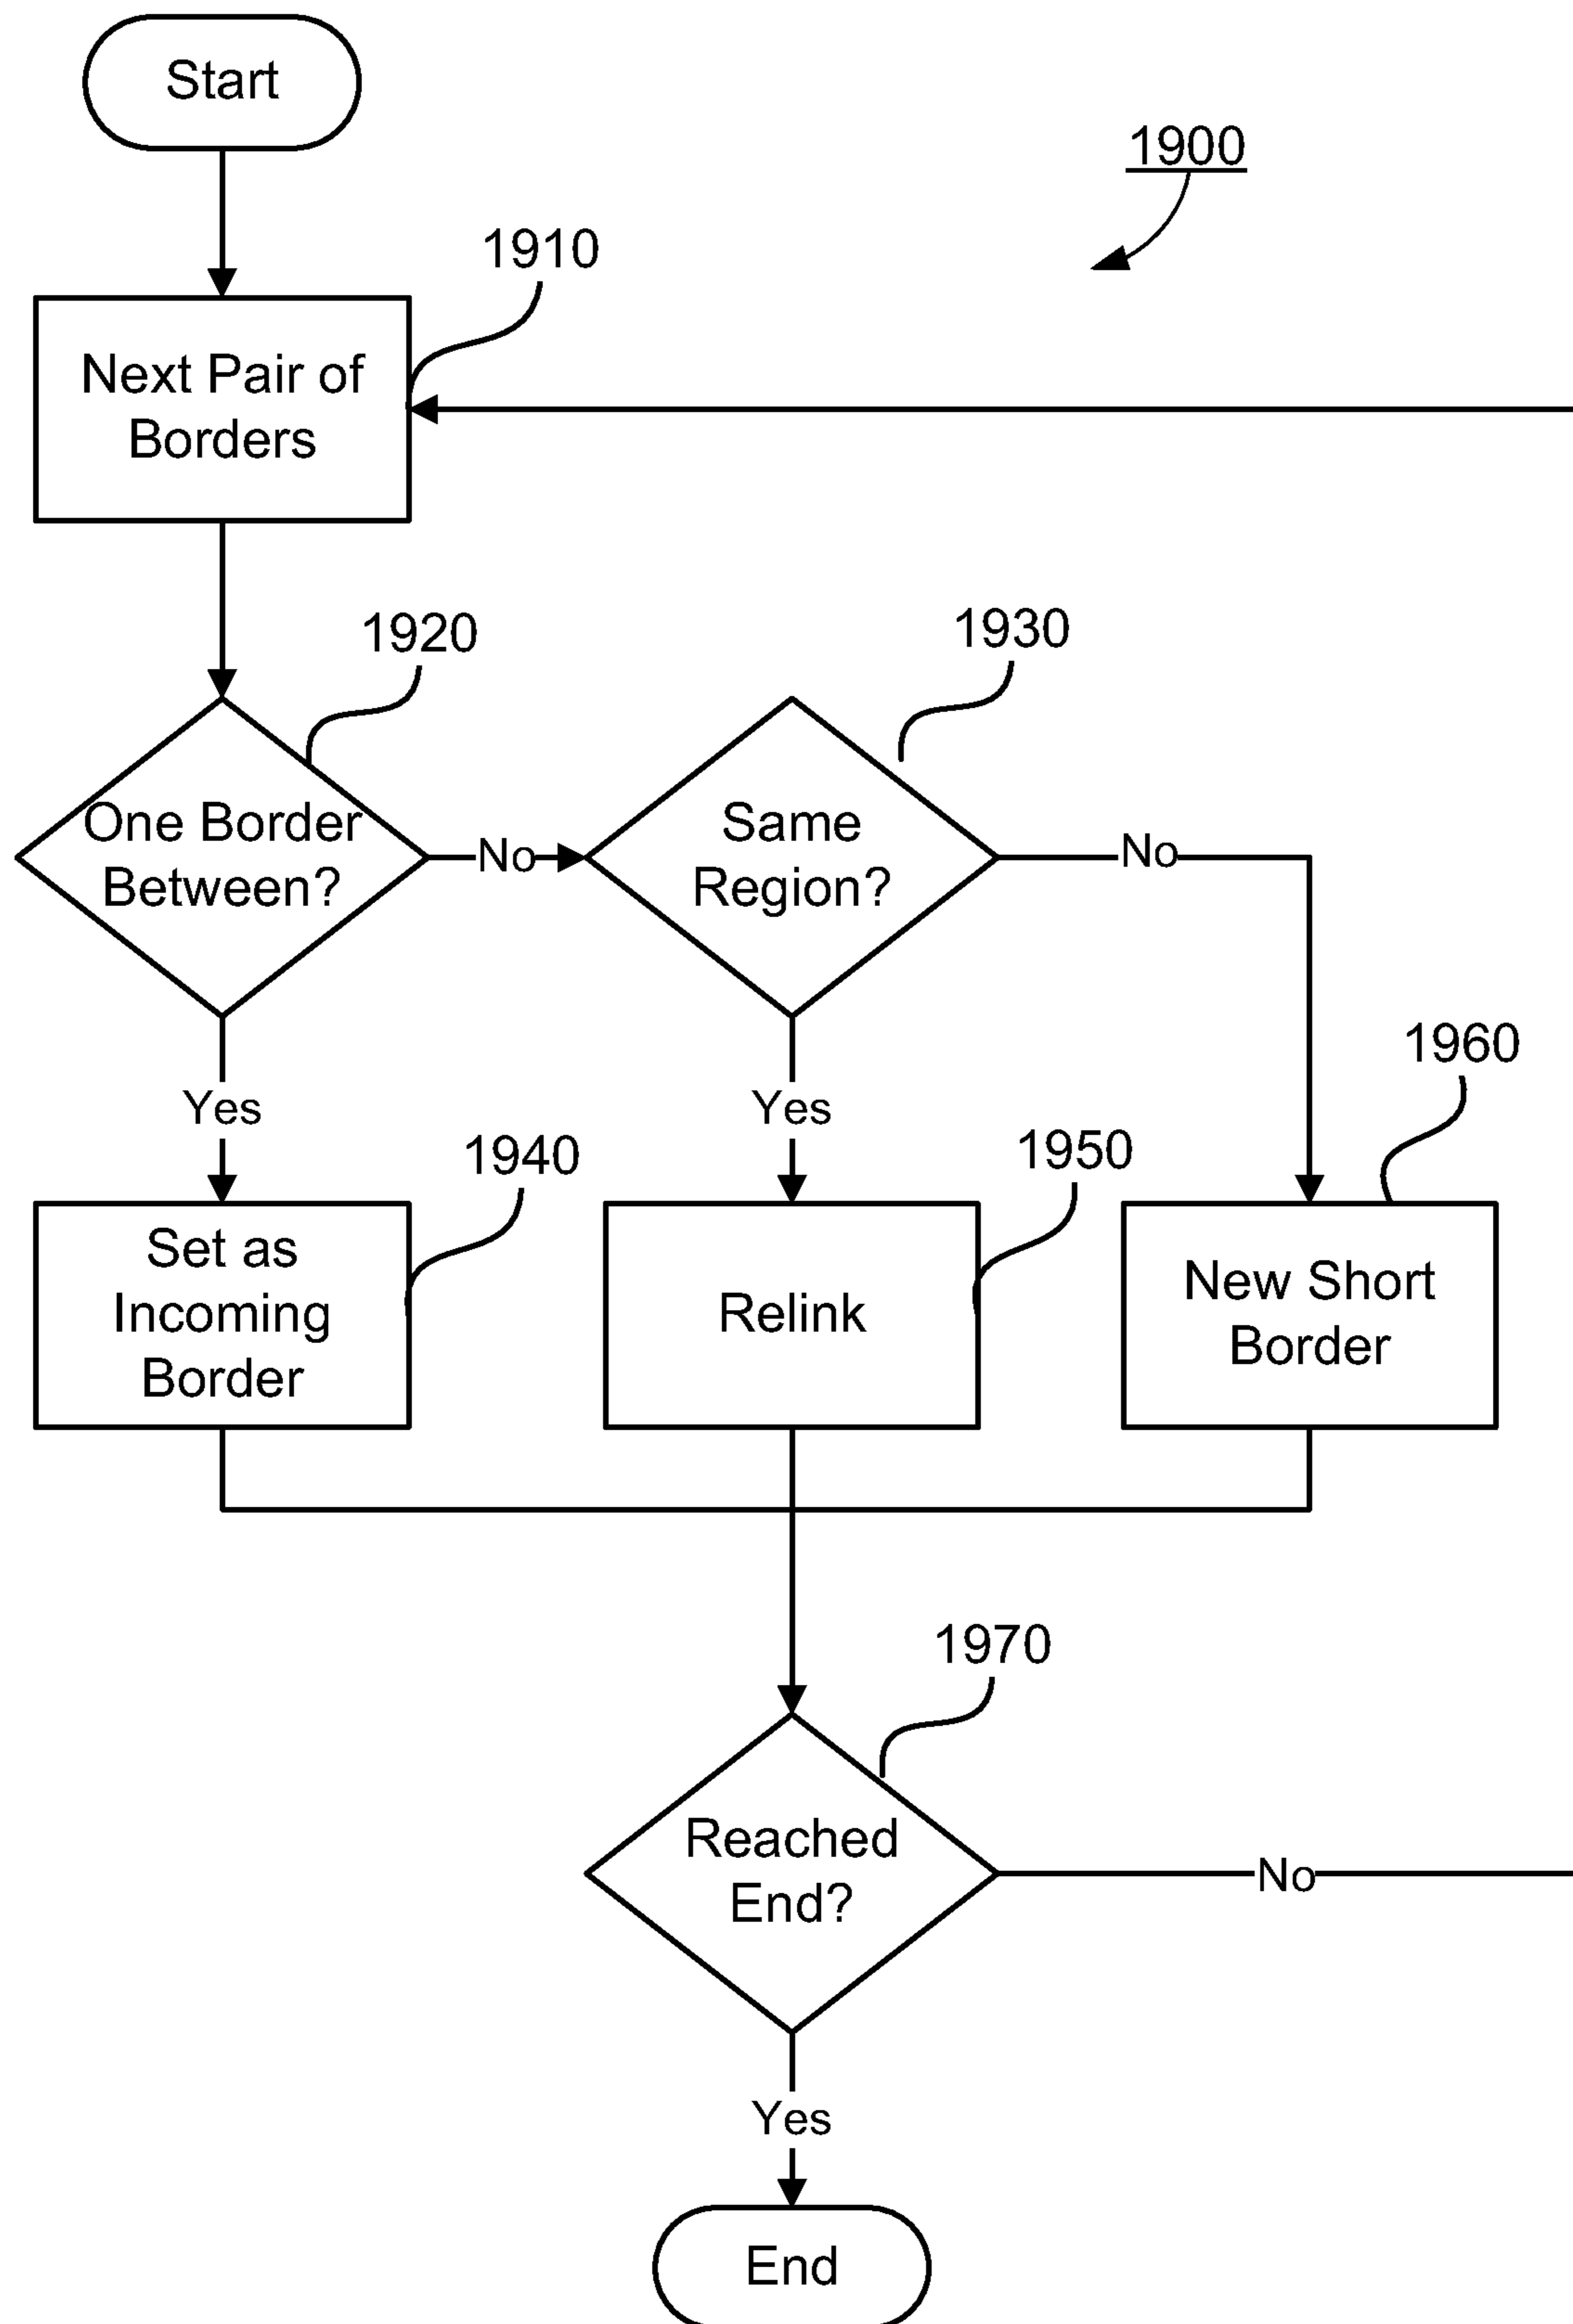 Start
1900
1910
Next Pair of
Borders
1920
1930
One Border
Between?
No
Same
Region?
No
Yes
Yes
1960
1940
1950
Set as
Incoming
Border
Relink
New Short
Border
1970
Reached
End?
No
Yes
End